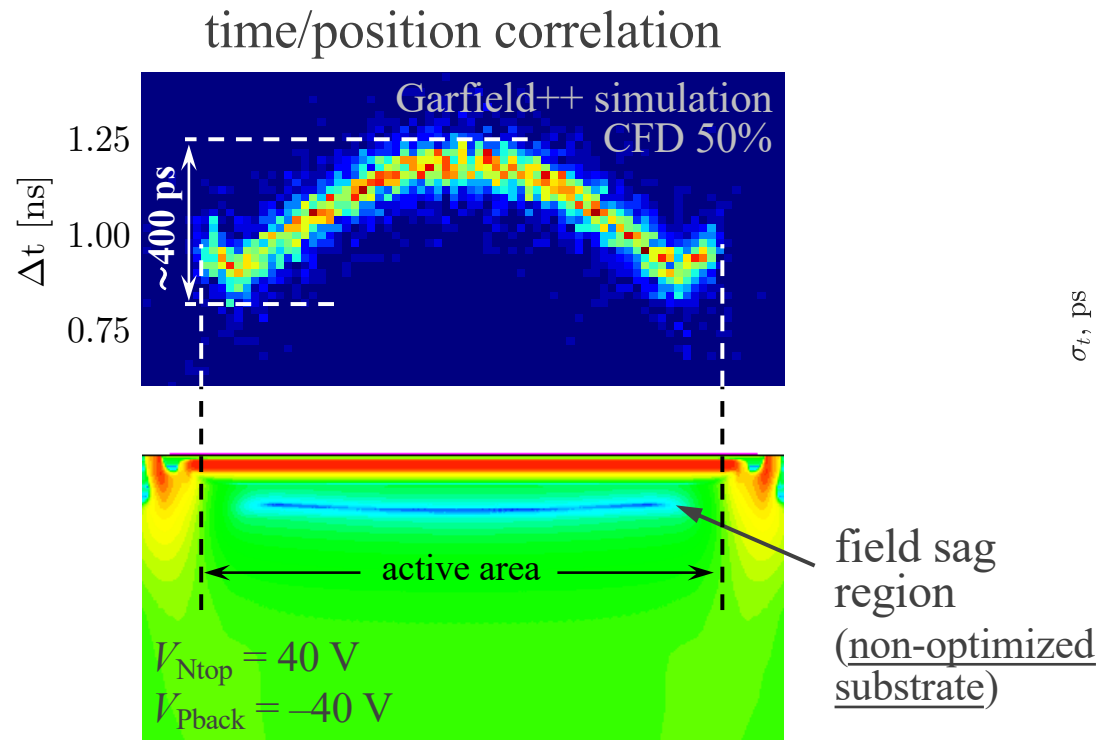 time/position correlation
Garfield++ simulation
CFD 50%
1.25
1.00
0.75
Δt [ns]
~400 ps
σt, ps
active area
field sag
region
(non-optimized
substrate)
VNtop = 40 V
VPback = –40 V